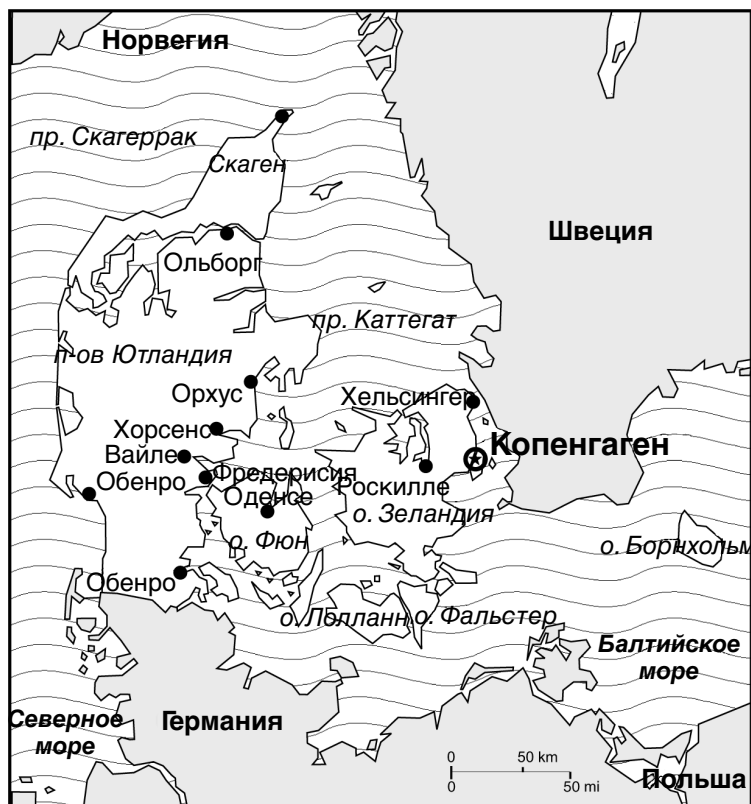 Норвегия
пр. Скагеррак
Скаген
Швеция
Ольборг
пр. Каттегат
п-ов Ютландия
Орхус
Хельсингер
Хорсенс
Копенгаген
Вайле
Обенро
Фредерисия
Роскилле
Оденсе
о. Зеландия
о. Фюн
о. Борнхольм
Обенро
о. Лолланн
о. Фальстер
Балтийское
море
Северное
море
Германия
0 50 km
0 50 mi
Польша